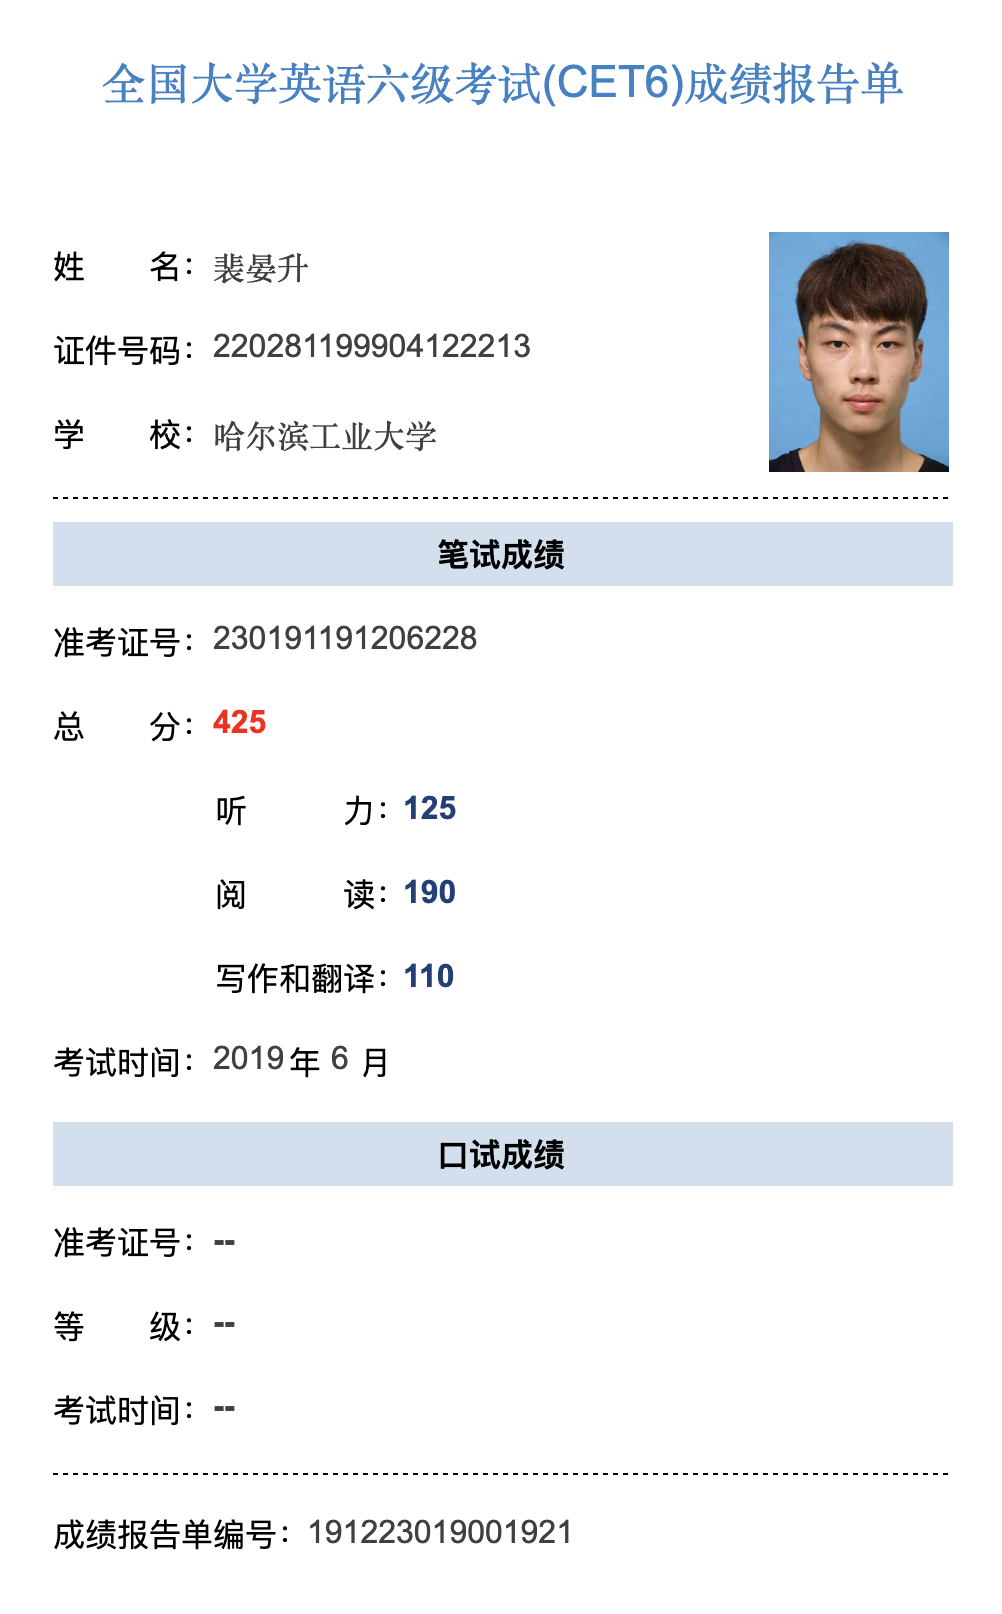 全国大学英语六级考试(CET6)成绩报告单
姓 名：裴晏升
证件号码：220281199904122213
学 校：哈尔滨工业大学
笔试成绩
准考证号：230191191206228
总 分：425
听 力：125
阅 读：190
写作和翻译：110
考试时间：2019年 6 月
口试成绩
准考证号：--
等 级：--
考试时间：--
成绩报告单编号：191223019001921